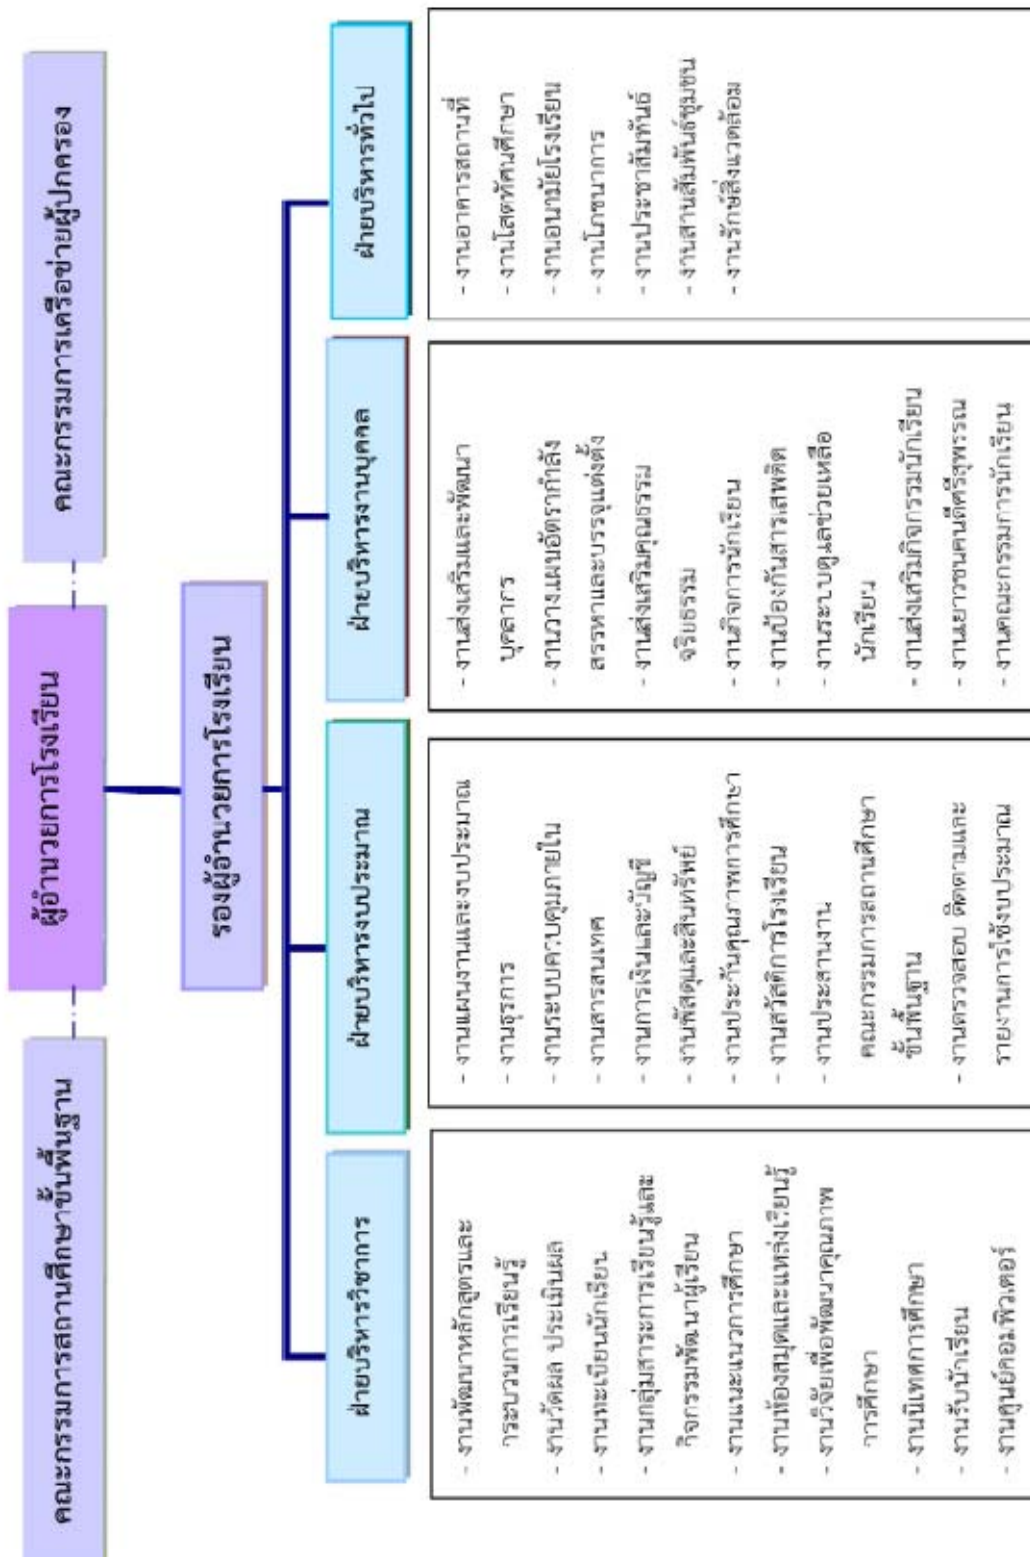 คณะกรรมการสถานศึกษาขั้นพื้นฐาน
ผู้อำนวยการโรงเรียน
คณะกรรมการเครือข่ายผู้ปกครอง
รองผู้อำนวยการโรงเรียน
ฝ่ายบริหารวิชาการ
- งานพัฒนาหลักสูตรและ
กระบวนการเรียนรู้
- งานวัดผล ประเมินผล
- งานทะเบียนนักเรียน
- งานกลุ่มสาระการเรียนรู้และ
กิจกรรมพัฒนาผู้เรียน
- งานแนะแนวการศึกษา
- งานห้องสมุดและแหล่งเรียนรู้
- งานวิจัยเพื่อพัฒนาคุณภาพ
การศึกษา
- งานนิเทศการศึกษา
- งานรับนักเรียน
- งานศูนย์คอมพิวเตอร์
ฝ่ายบริหารงบประมาณ
- งานแผนงานและงบประมาณ
- งานธุรการ
- งานระบบควบคุมภายใน
- งานสารสนเทศ
- งานการเงินและบัญชี
- งานพัสดุและสินทรัพย์
- งานประกันคุณภาพการศึกษา
- งานสวัสดิการโรงเรียน
- งานประสานงาน
คณะกรรมการสถานศึกษา
ขั้นพื้นฐาน
- งานตรวจสอบ ติดตามและ
รายงานการใช้งบประมาณ
ฝ่ายบริหารงานบุคคล
- งานส่งเสริมและพัฒนา
บุคลากร
- งานวางแผนอัตรากำลัง
สรรหาและบรรจุแต่งตั้ง
- งานส่งเสริมคุณธรรม
จริยธรรม
- งานกิจการนักเรียน
- งานป้องกันสารเสพติด
- งานระบบดูแลช่วยเหลือ
นักเรียน
- งานส่งเสริมกิจกรรมนักเรียน
- งานเยาวชนคนดีศรีสุพรรณ
- งานคณะกรรมการนักเรียน
ฝ่ายบริหารทั่วไป
- งานอาคารสถานที่
- งานโสตทัศนศึกษา
- งานอนามัยโรงเรียน
- งานโภชนาการ
- งานประชาสัมพันธ์
- งานสานสัมพันธ์ชุมชน
- งานรักษ์สิ่งแวดล้อม